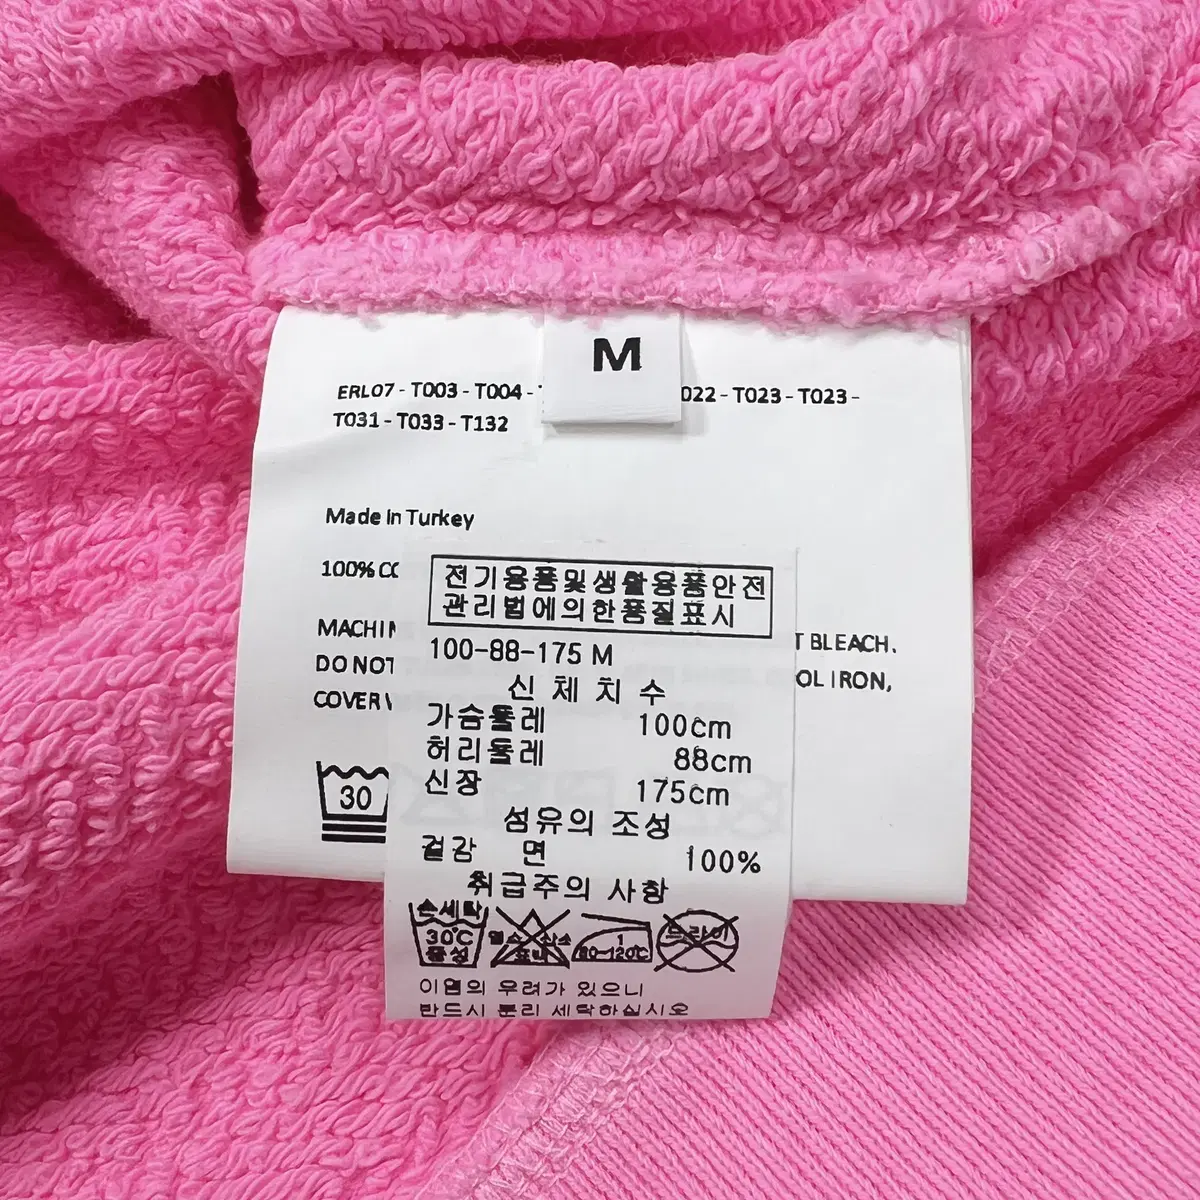 M
ERL07 - T003 - T004 - 022 - T023 - T023 -
T031 - T033 - T132
Made In Turkey
100%
전기용품및생활용품안전
관리법에의한품질표시
BLEACH.
DO NOT IRON,
COVER
100-88-175 M
신체치수
가슴둘레 100cm
허리둘레 88cm
신장 175cm
섬유의 조성
겉감 면 100%
취급주의 사항
30
손세탁
30℃
중성
80~120℃
드라이
이염의 우려가 있으니
반드시 분리 세탁하십시오